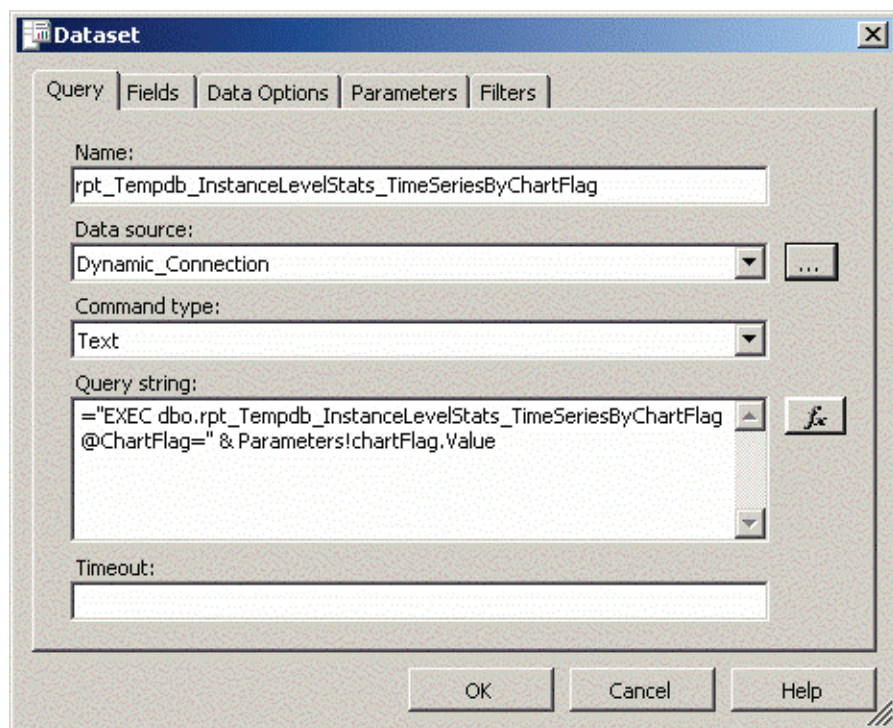 Dataset
Query Fields Data Options Parameters Filters
Name:
rpt_Tempdb_InstanceLevelStats_TimeSeriesByChartFlag
Data source:
Dynamic_Connection
...
Command type:
Text
Query string:
="EXEC dbo.rpt_Tempdb_InstanceLevelStats_TimeSeriesByChartFlag
@ChartFlag=" & Parameters!chartFlag.Value
fx
Timeout:
OK Cancel Help